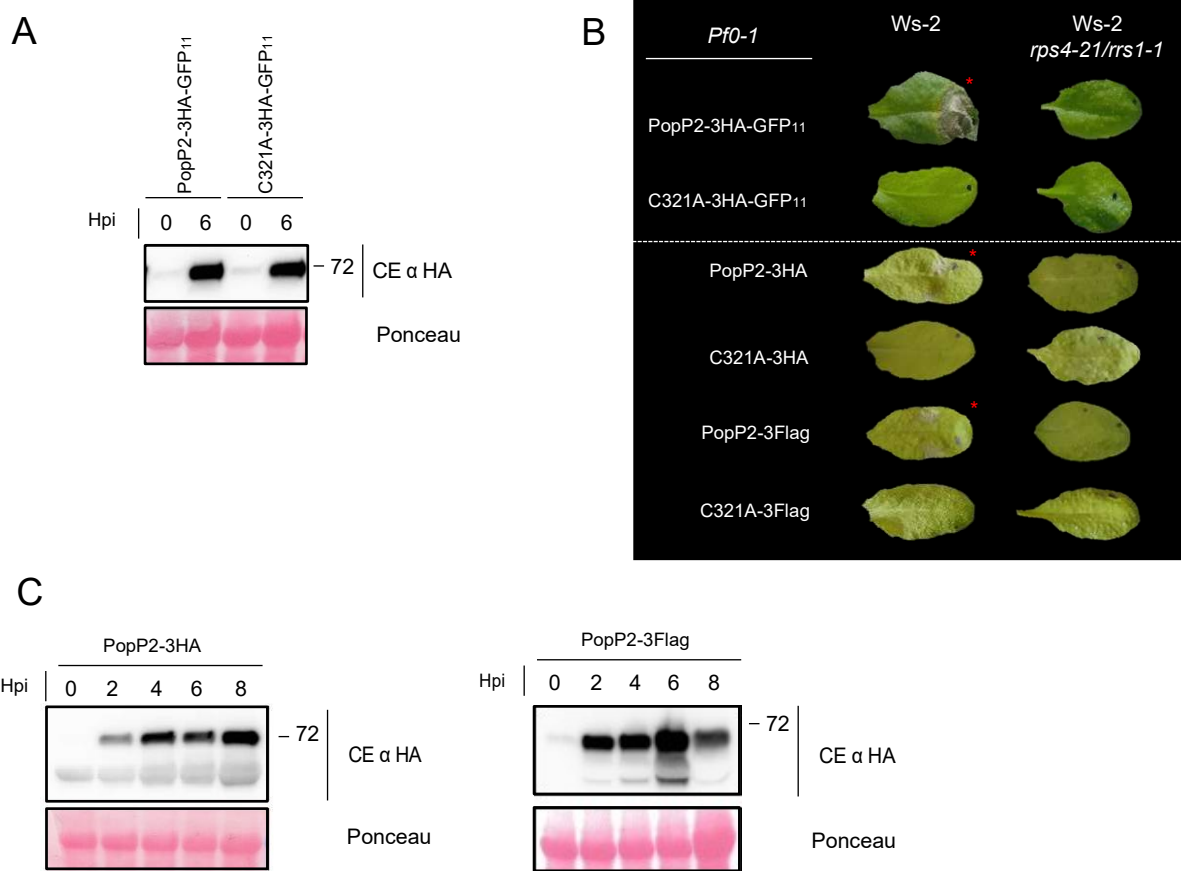 A
PopP2-3HA-GFP₁₁
C321A-3HA-GFP₁₁
Hpi 0 6 0 6
– 72
CE α HA
Ponceau
B
Pf0-1
Ws-2
Ws-2
rps4-21/rrs1-1
PopP2-3HA-GFP₁₁
*
C321A-3HA-GFP₁₁
PopP2-3HA
*
C321A-3HA
PopP2-3Flag
*
C321A-3Flag
C
PopP2-3HA
Hpi 0 2 4 6 8
– 72
CE α HA
Ponceau
PopP2-3Flag
Hpi 0 2 4 6 8
– 72
CE α HA
Ponceau